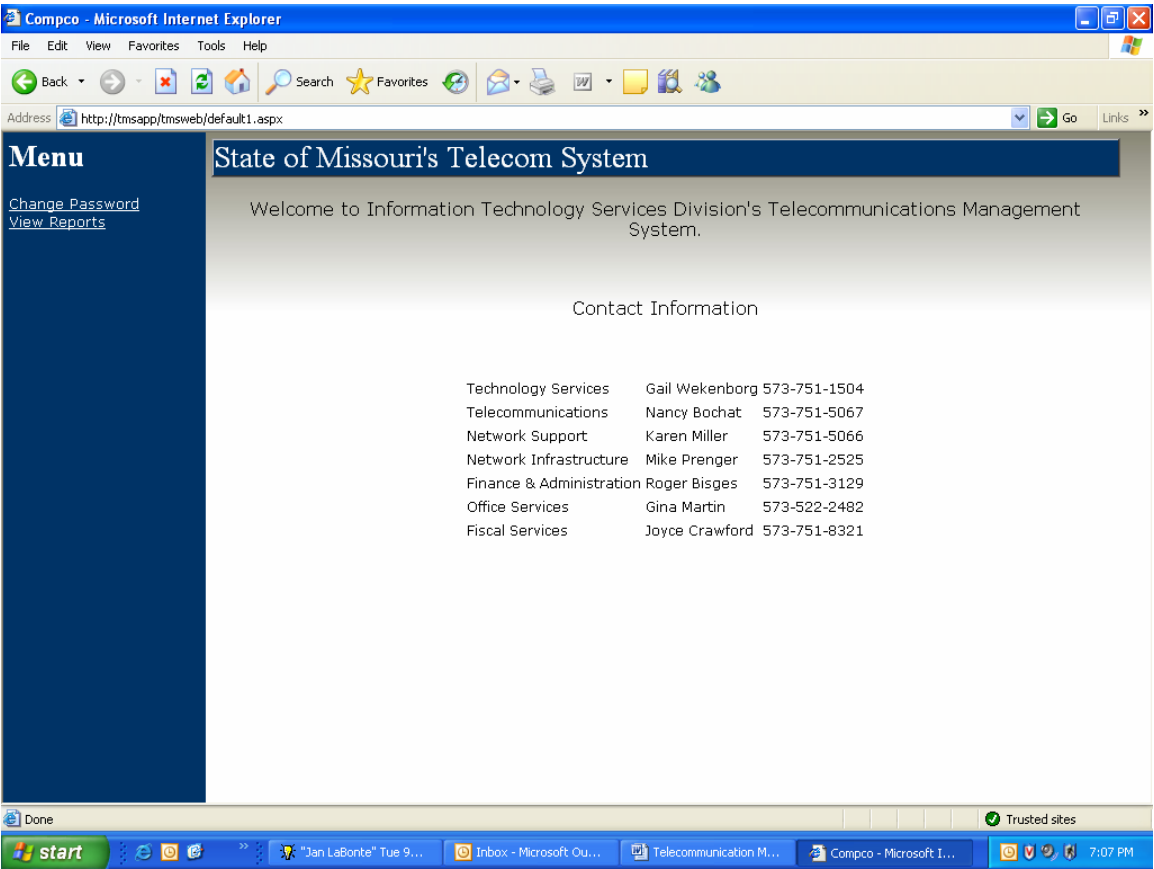 Compco - Microsoft Internet Explorer
File Edit View Favorites Tools Help
Back Search Favorites
Address http://tmsapp/tmsweb/default1.aspx Go Links »
Menu
Change Password
View Reports
State of Missouri's Telecom System
Welcome to Information Technology Services Division's Telecommunications Management
System.
Contact Information
Technology Services Gail Wekenborg 573-751-1504
Telecommunications Nancy Bochat 573-751-5067
Network Support Karen Miller 573-751-5066
Network Infrastructure Mike Prenger 573-751-2525
Finance & Administration Roger Bisges 573-751-3129
Office Services Gina Martin 573-522-2482
Fiscal Services Joyce Crawford 573-751-8321
Done Trusted sites
start » "Jan LaBonte" Tue 9... Inbox - Microsoft Ou... Telecommunication M... Compco - Microsoft I... 7:07 PM